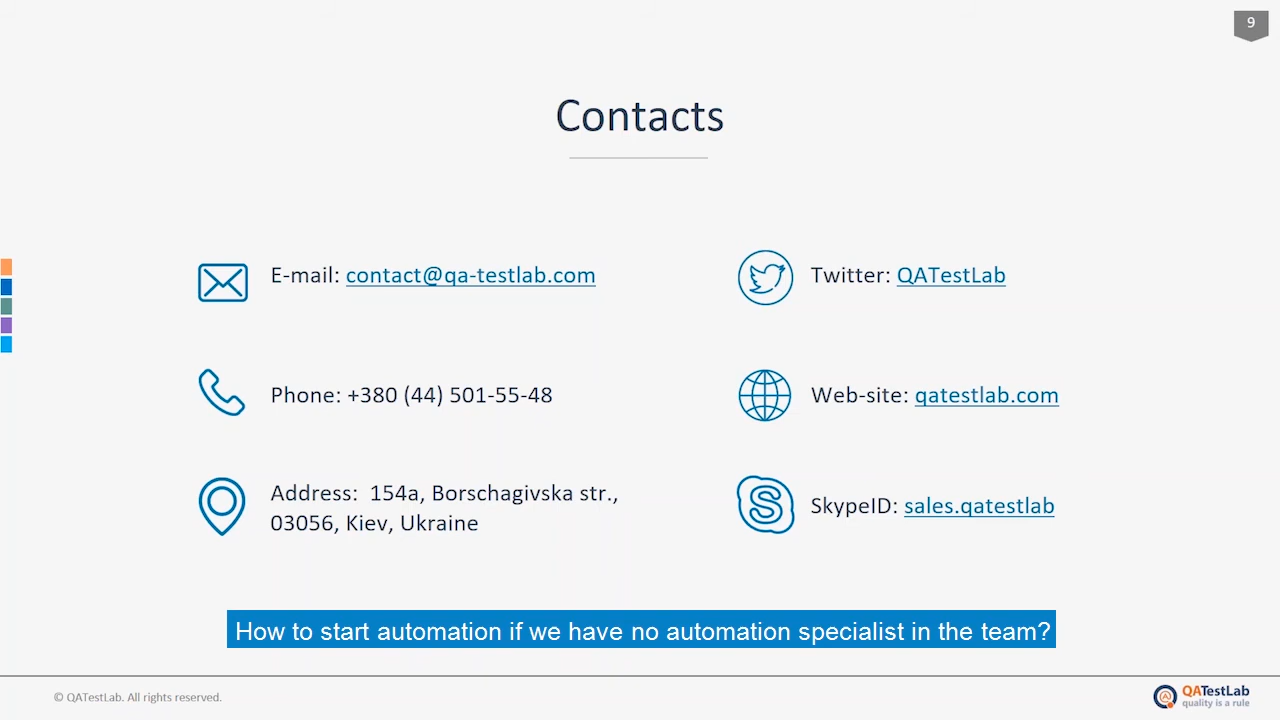 9
Contacts
E-mail: contact@qa-testlab.com
Twitter: QATestLab
Phone: +380 (44) 501-55-48
Web-site: qatestlab.com
Address:  154a, Borschagivska str.,
03056, Kiev, Ukraine
SkypeID: sales.qatestlab
How to start automation if we have no automation specialist in the team?
© QATestLab. All rights reserved.
QATestLab
quality is a rule